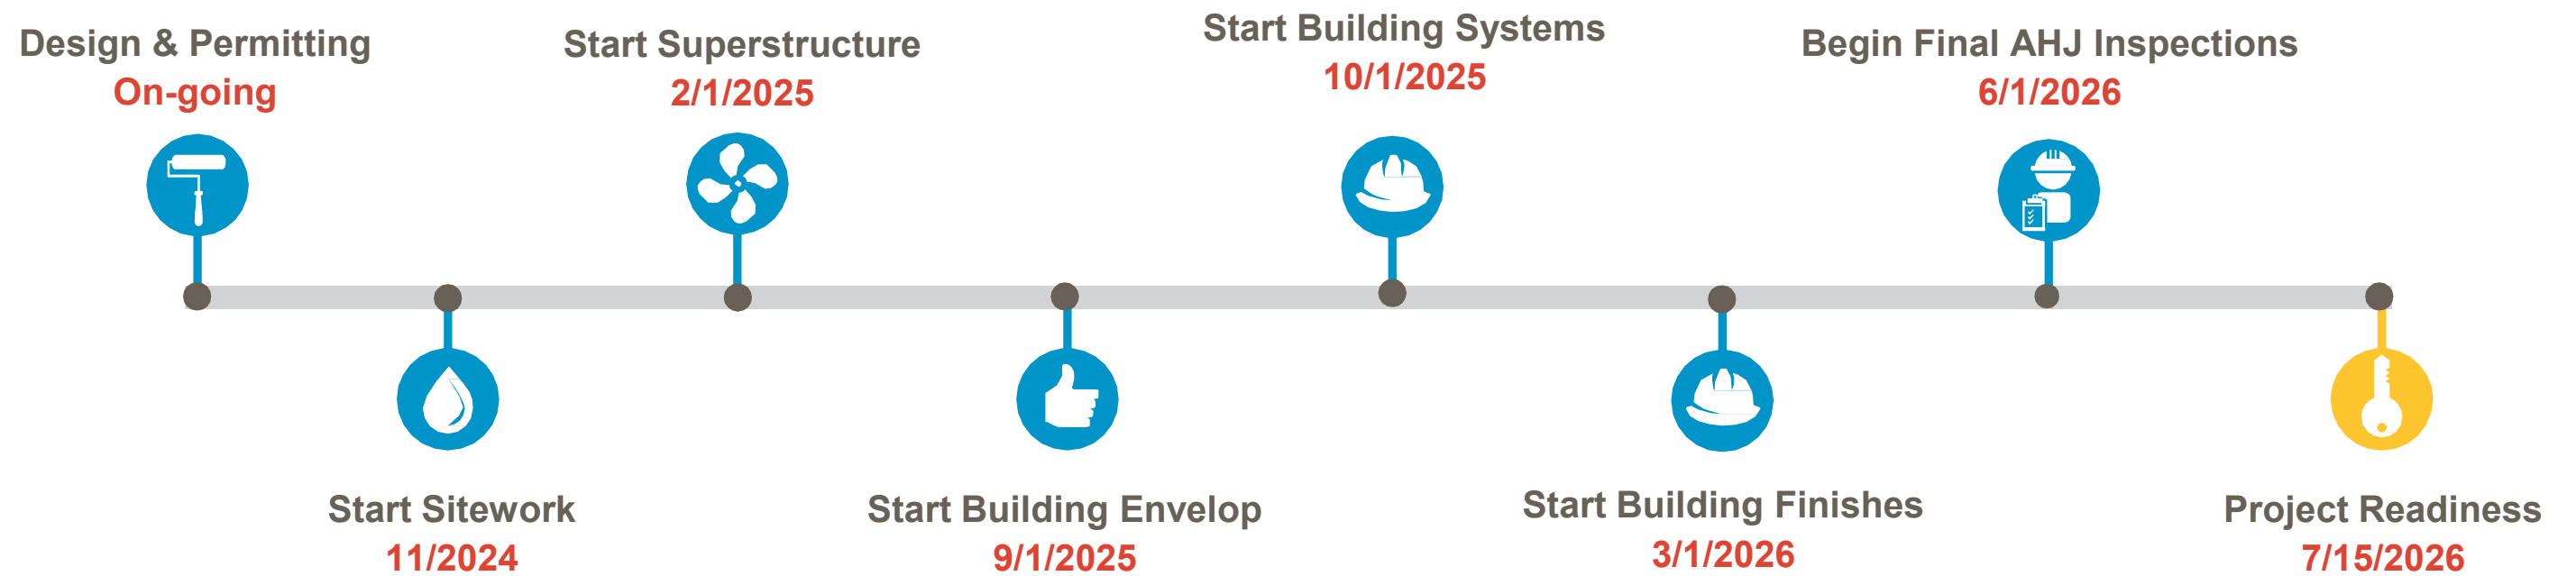 Design & Permitting
On-going
Start Sitework
11/2024
Start Superstructure
2/1/2025
Start Building Envelop
9/1/2025
Start Building Systems
10/1/2025
Start Building Finishes
3/1/2026
Begin Final AHJ Inspections
6/1/2026
Project Readiness
7/15/2026